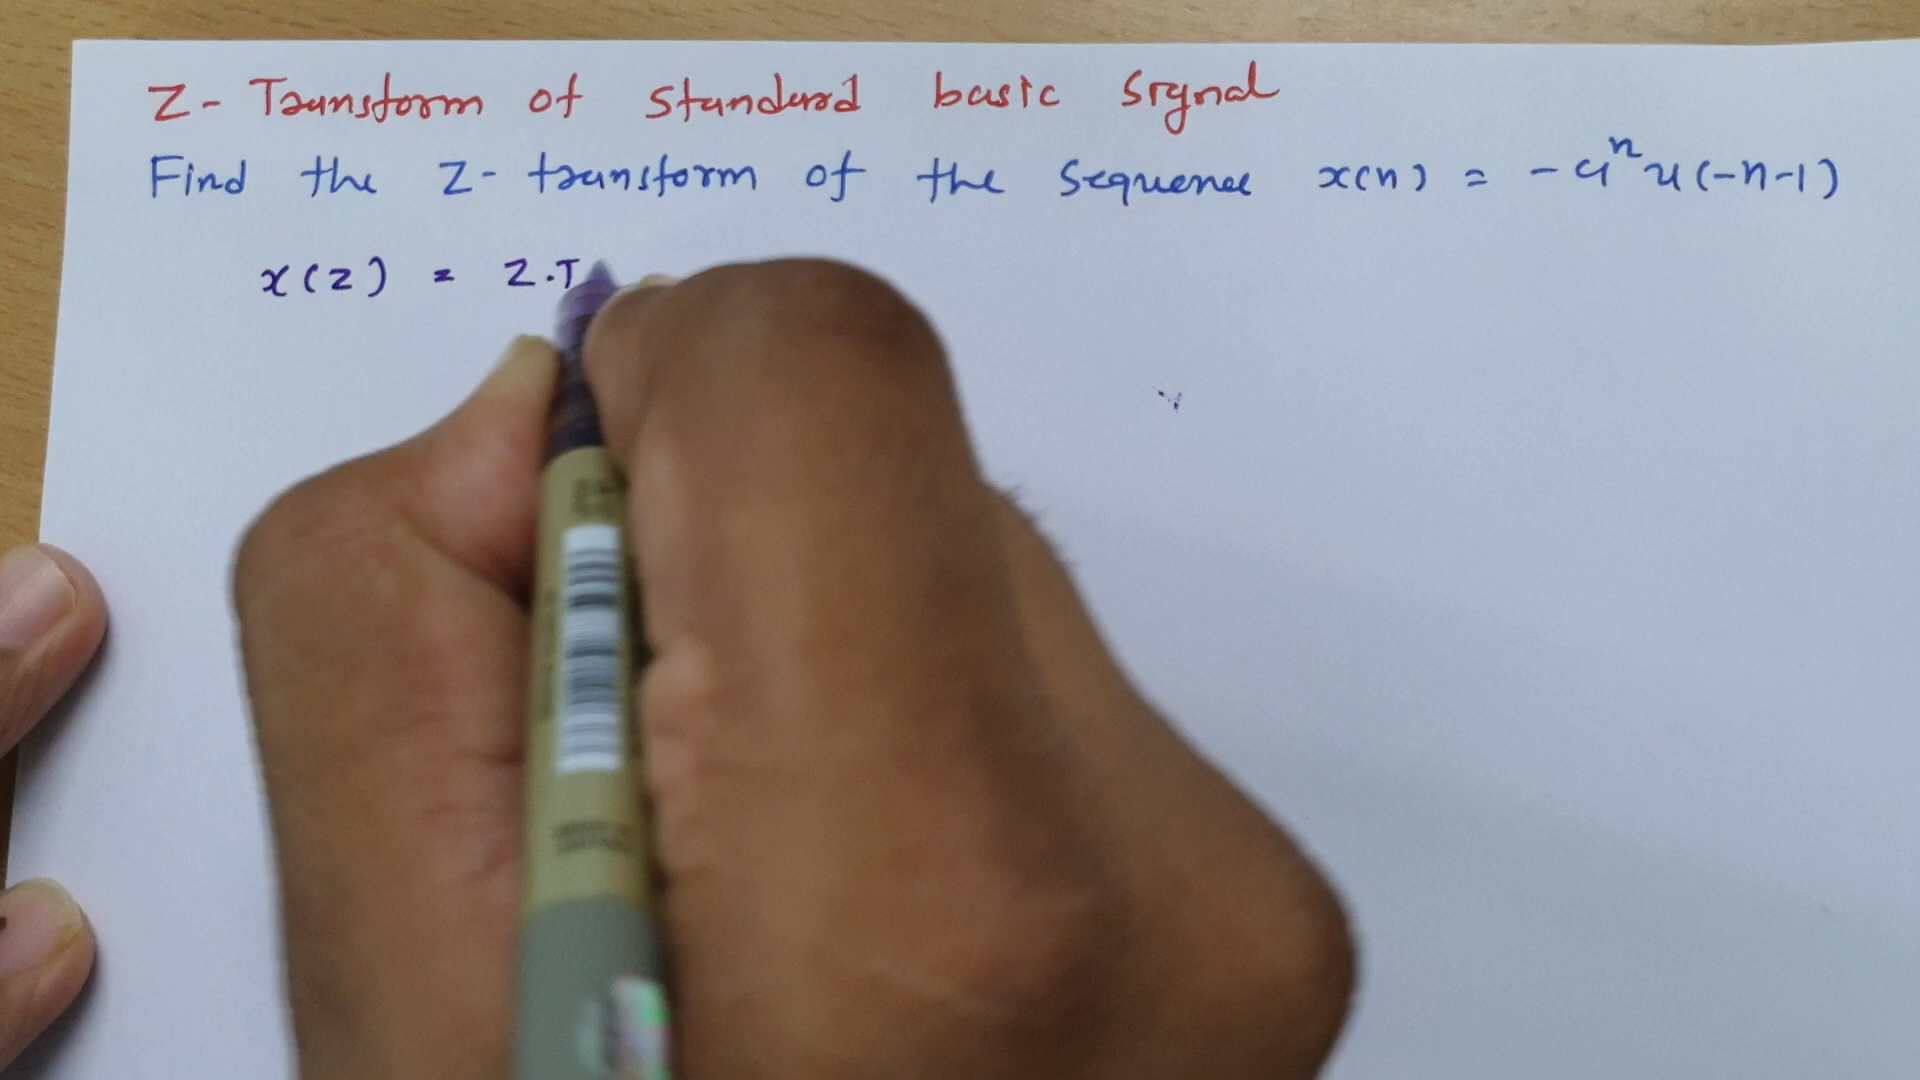 Z- Transform of standard basic signal
Find the Z- transform of the sequence x(n) = -aⁿu(-n-1)
x(z) = Z.T